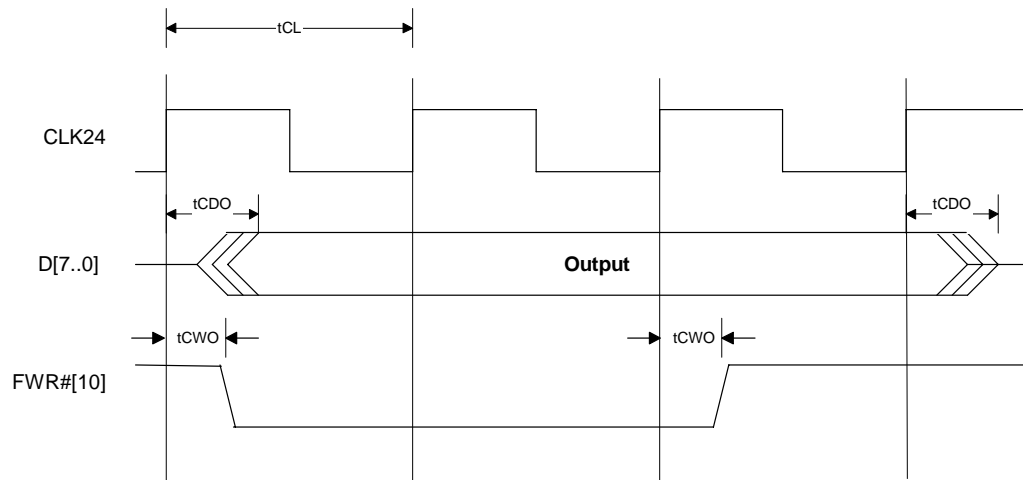 tCL
CLK24
tCDO
tCDO
D[7..0]
Output
tCWO
tCWO
FWR#[10]